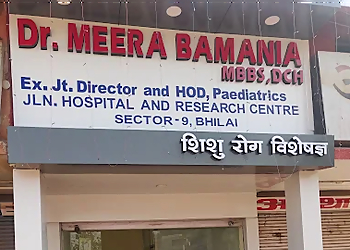 Dr. MEERA BAMANIA
MBBS, DCH
Ex. Jt. Director and HOD, Paediatrics
JLN. HOSPITAL AND RESEARCH CENTRE
SECTOR-9, BHILAI
शिशु रोग विशेषज्ञ